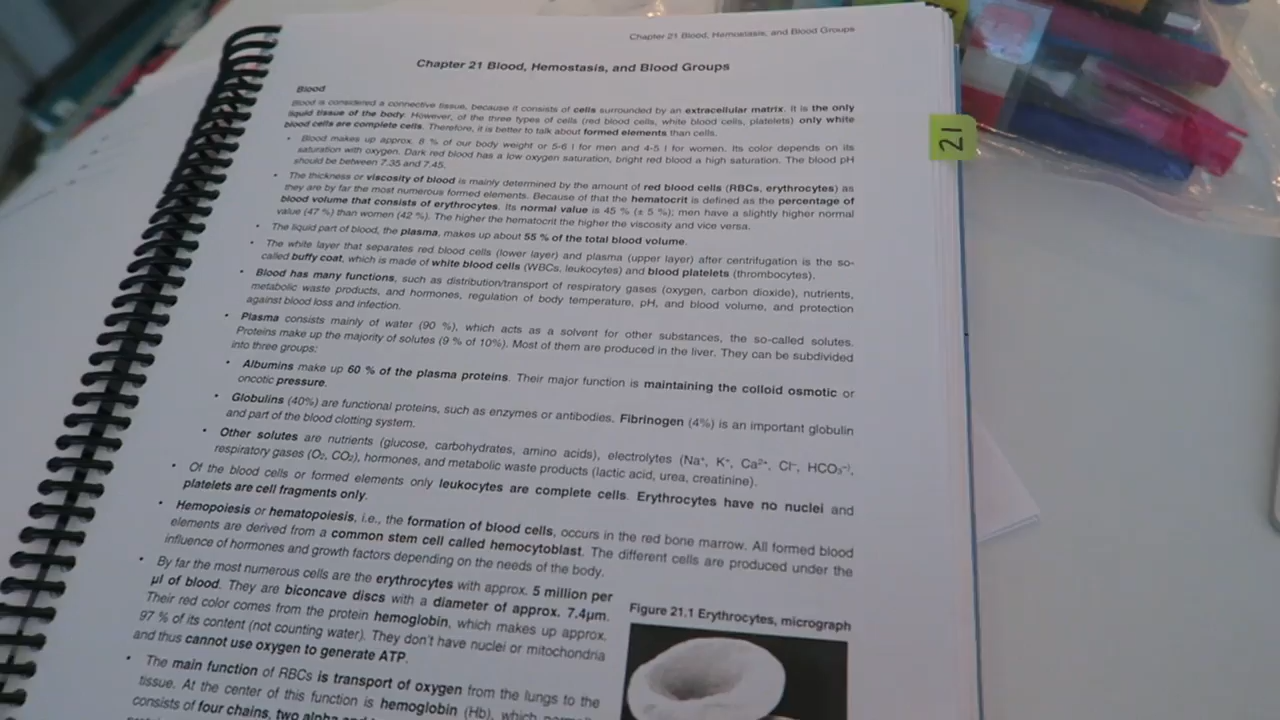 Chapter 21 Blood, Hemostasis, and Blood Groups
Chapter 21 Blood, Hemostasis, and Blood Groups
21
Blood
Blood is considered a connective tissue, because it consists of cells surrounded by an extracellular matrix. It is the only
liquid tissue of the body. However, of the three types of cells (red blood cells, white blood cells, platelets) only white
blood cells are complete cells. Therefore, it is better to talk about formed elements than cells.
• Blood makes up approx. 8 % of our body weight or 5-6 l for men and 4-5 l for women. Its color depends on its
saturation with oxygen. Dark red blood has a low oxygen saturation, bright red blood a high saturation. The blood pH
should be between 7.35 and 7.45.
• The thickness or viscosity of blood is mainly determined by the amount of red blood cells (RBCs, erythrocytes) as
they are by far the most numerous formed elements. Because of that the hematocrit is defined as the percentage of
blood volume that consists of erythrocytes. Its normal value is 45 % (± 5 %); men have a slightly higher normal
value (47 %) than women (42 %). The higher the hematocrit the higher the viscosity and vice versa.
• The liquid part of blood, the plasma, makes up about 55 % of the total blood volume.
• The white layer that separates red blood cells (lower layer) and plasma (upper layer) after centrifugation is the so-
called buffy coat, which is made of white blood cells (WBCs, leukocytes) and blood platelets (thrombocytes).
• Blood has many functions, such as distribution/transport of respiratory gases (oxygen, carbon dioxide), nutrients,
metabolic waste products, and hormones, regulation of body temperature, pH, and blood volume, and protection
against blood loss and infection.
• Plasma consists mainly of water (90 %), which acts as a solvent for other substances, the so-called solutes.
Proteins make up the majority of solutes (9 % of 10%). Most of them are produced in the liver. They can be subdivided
into three groups:
• Albumins make up 60 % of the plasma proteins. Their major function is maintaining the colloid osmotic or
oncotic pressure.
• Globulins (40%) are functional proteins, such as enzymes or antibodies. Fibrinogen (4%) is an important globulin
and part of the blood clotting system.
• Other solutes are nutrients (glucose, carbohydrates, amino acids), electrolytes (Na⁺, K⁺, Ca²⁺, Cl⁻, HCO₃⁻),
respiratory gases (O₂, CO₂), hormones, and metabolic waste products (lactic acid, urea, creatinine).
• Of the blood cells or formed elements only leukocytes are complete cells. Erythrocytes have no nuclei and
platelets are cell fragments only.
• Hemopoiesis or hematopoiesis, i.e., the formation of blood cells, occurs in the red bone marrow. All formed blood
elements are derived from a common stem cell called hemocytoblast. The different cells are produced under the
influence of hormones and growth factors depending on the needs of the body.
• By far the most numerous cells are the erythrocytes with approx. 5 million per
µl of blood. They are biconcave discs with a diameter of approx. 7.4µm.
Their red color comes from the protein hemoglobin, which makes up approx.
97 % of its content (not counting water). They don't have nuclei or mitochondria
and thus cannot use oxygen to generate ATP.
• The main function of RBCs is transport of oxygen from the lungs to the
tissue. At the center of this function is hemoglobin (Hb), which
consists of four chains, two alpha
Figure 21.1 Erythrocytes, micrograph